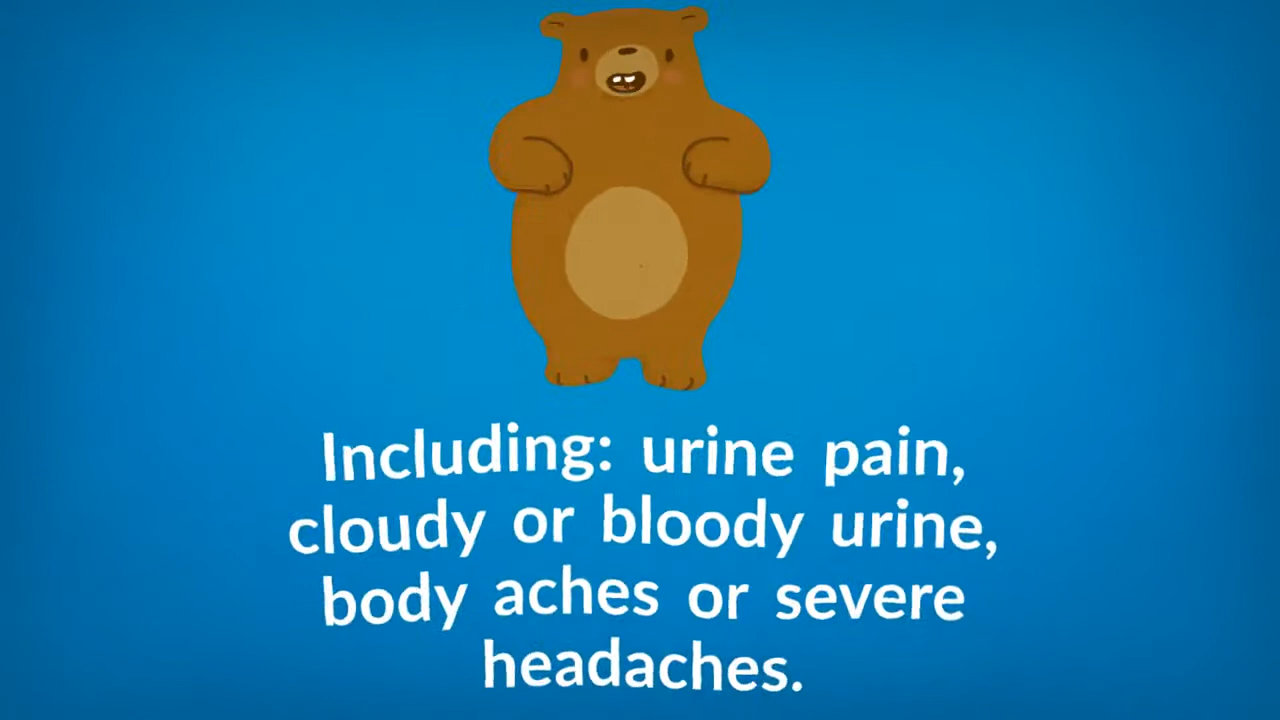 Including: urine pain,
cloudy or bloody urine,
body aches or severe
headaches.